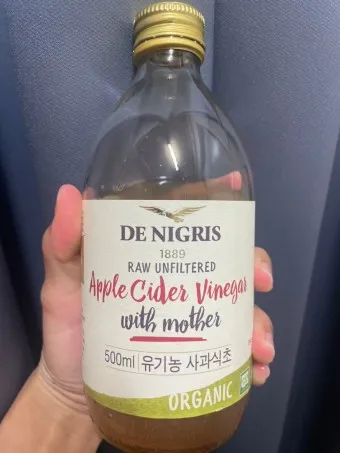 DE NIGRIS
1889
RAW UNFILTERED
Apple Cider Vinegar
with mother
500ml 유기농 사과식초
ORGANIC